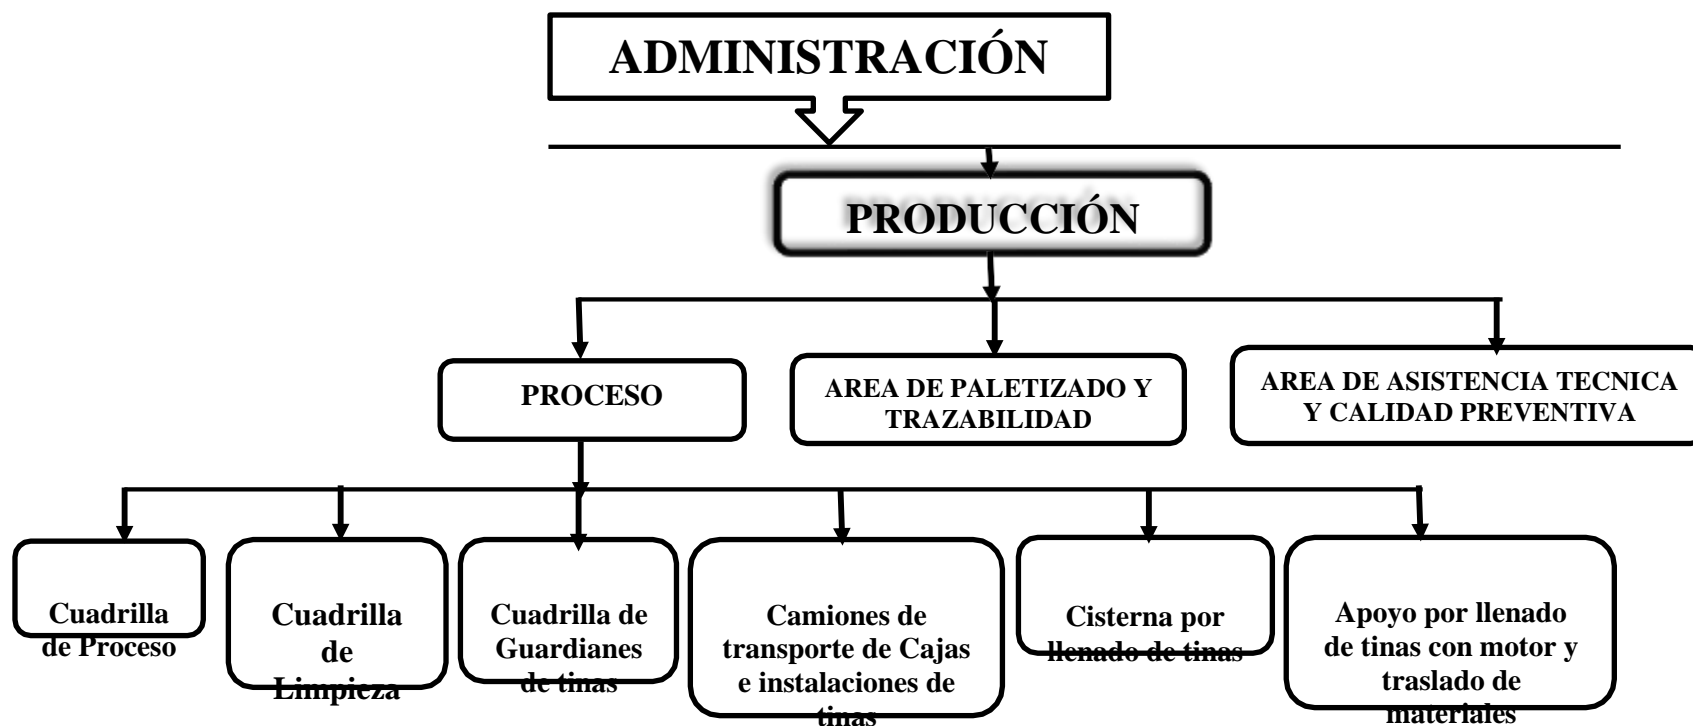 ADMINISTRACIÓN
PRODUCCIÓN
PROCESO
AREA DE PALETIZADO Y
TRAZABILIDAD
AREA DE ASISTENCIA TECNICA
Y CALIDAD PREVENTIVA
Cuadrilla
de Proceso
Cuadrilla
de
Limpieza
Cuadrilla de
Guardianes
de tinas
Camiones de
transporte de Cajas
e instalaciones de
tinas
Cisterna por
llenado de tinas
Apoyo por llenado
de tinas con motor y
traslado de
materiales